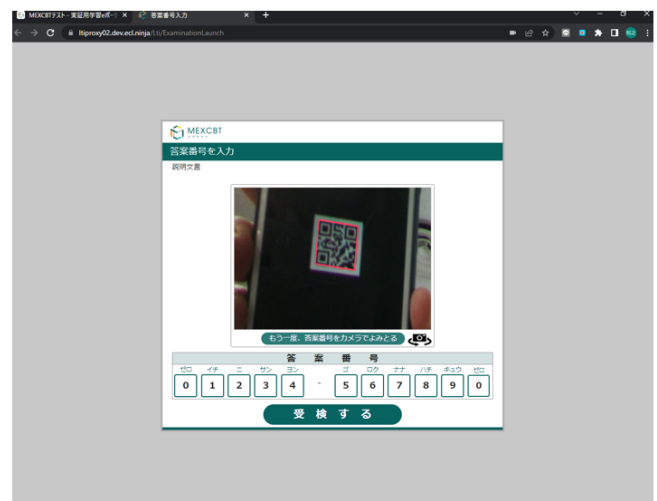 MEXCBTテスト - 実証用学習eポート
答案番号を入力
ltiproxy02.dev.ecl.ninja/Lti/ExaminationLaunch
MEXCBT
答案番号を入力
説明文言
もう一度、答案番号をカメラでよみとる
答 案 番 号
ゼロ イチ ニ サン ヨン ゴ ロク ナナ ハチ キュウ ゼロ
0 1 2 3 4 - 5 6 7 8 9 0
受 検 す る